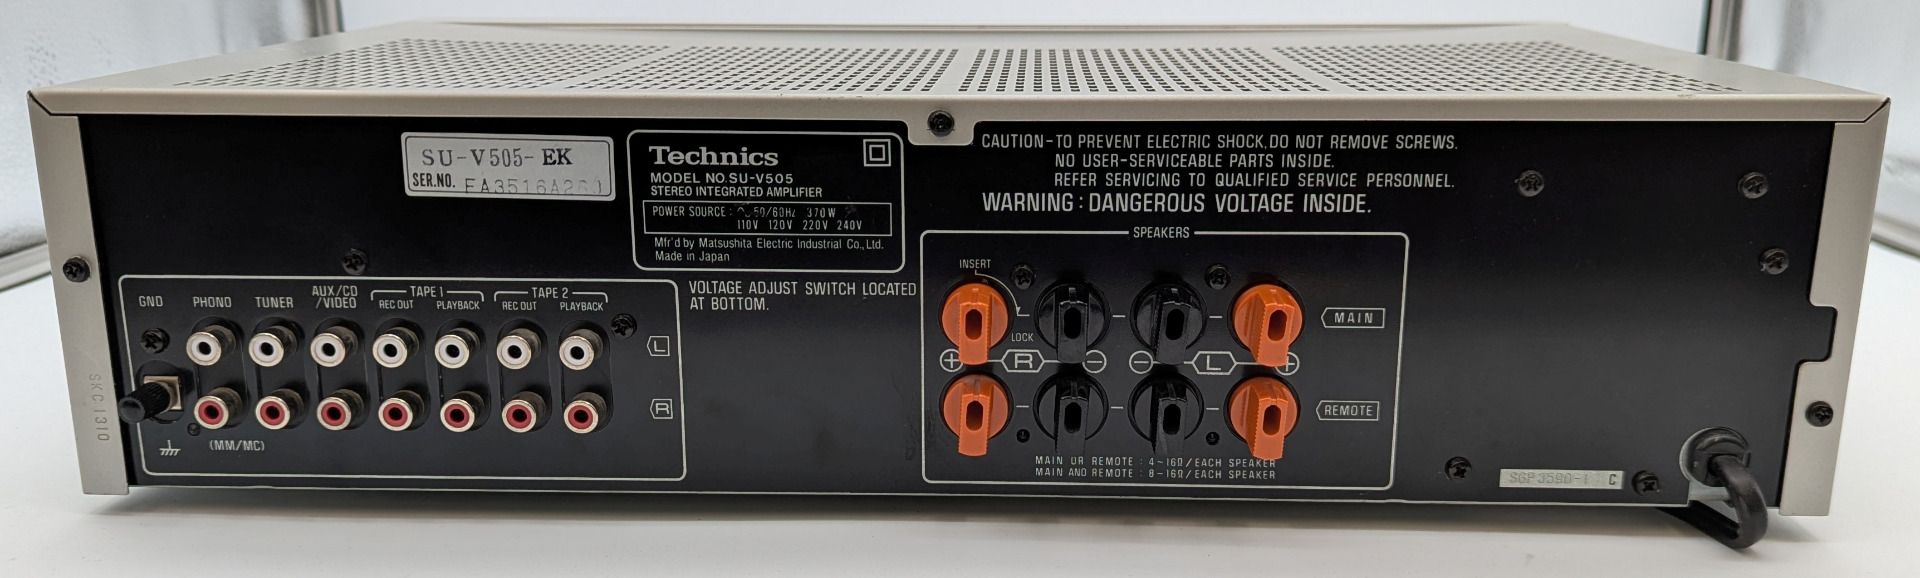 SU-V505-EK
SER.NO. FA3516A260
Technics
MODEL NO.SU-V505
STEREO INTEGRATED AMPLIFIER
POWER SOURCE: ~ 50/60Hz 370W
110V 120V 220V 240V
Mfr'd by Matsushita Electric Industrial Co.,Ltd.
Made in Japan
VOLTAGE ADJUST SWITCH LOCATED
AT BOTTOM.
CAUTION-TO PREVENT ELECTRIC SHOCK,DO NOT REMOVE SCREWS.
NO USER-SERVICEABLE PARTS INSIDE.
REFER SERVICING TO QUALIFIED SERVICE PERSONNEL.
WARNING:DANGEROUS VOLTAGE INSIDE.
GND PHONO TUNER AUX/CD
/VIDEO
TAPE 1
REC OUT PLAYBACK
TAPE 2
REC OUT PLAYBACK
L
R
(MM/MC)
SKC1310
SPEAKERS
INSERT
LOCK
MAIN
+ R − − L +
REMOTE
MAIN OR REMOTE : 4~16Ω/EACH SPEAKER
MAIN AND REMOTE : 8~16Ω/EACH SPEAKER
SGP3590-1 C